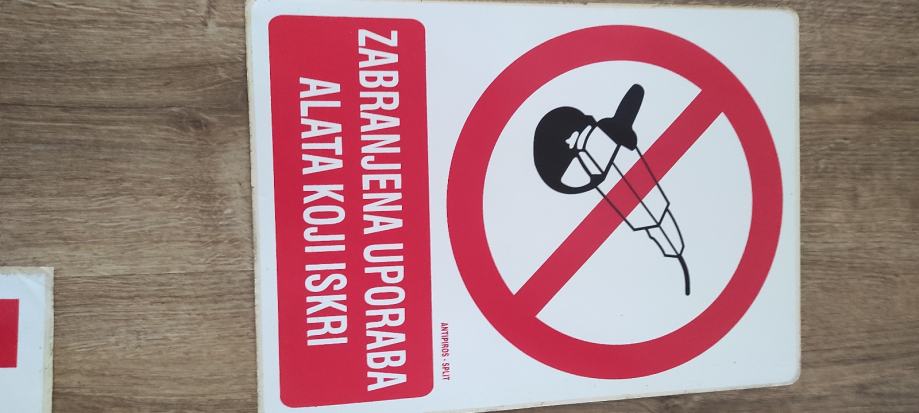 ANTIPIROS - SPLIT
ZABRANJENA UPORABA
ALATA KOJI ISKRI